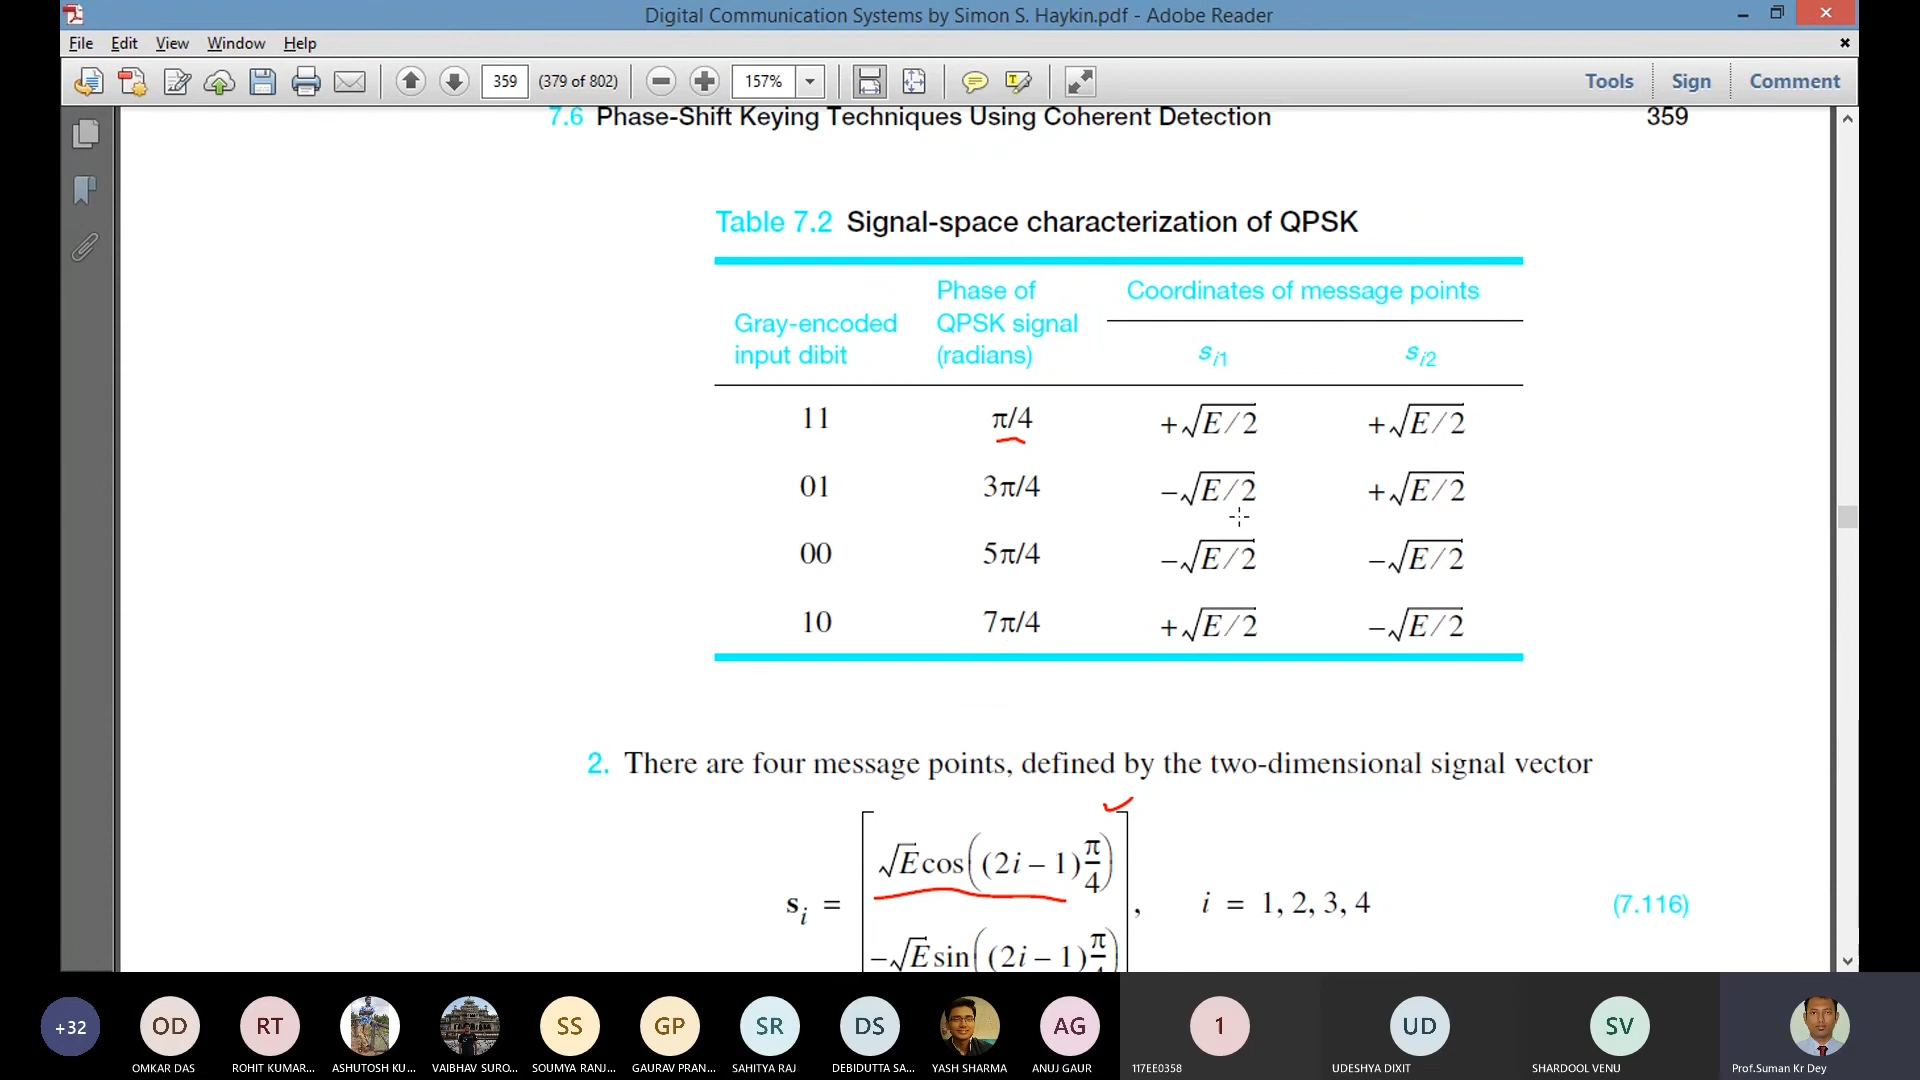 Digital Communication Systems by Simon S. Haykin.pdf - Adobe Reader
File Edit View Window Help
359 (379 of 802) 157% Tools Sign Comment
7.6 Phase-Shift Keying Techniques Using Coherent Detection 359
Table 7.2 Signal-space characterization of QPSK
Gray-encoded input dibit
Phase of QPSK signal (radians)
Coordinates of message points
s_i1 s_i2
11 π/4 +√E/2 +√E/2
01 3π/4 −√E/2 +√E/2
00 5π/4 −√E/2 −√E/2
10 7π/4 +√E/2 −√E/2
2. There are four message points, defined by the two-dimensional signal vector
√E cos((2i – 1)π/4)
s_i = , i = 1, 2, 3, 4 (7.116)
−√E sin((2i – 1)π/4)
+32 OD RT SS GP SR DS AG 1 UD SV
OMKAR DAS ROHIT KUMAR... ASHUTOSH KU... VAIBHAV SURO... SOUMYA RANJ... GAURAV PRAN... SAHITYA RAJ DEBIDUTTA SA... YASH SHARMA ANUJ GAUR 117EE0358 UDESHYA DIXIT SHARDOOL VENU Prof.Suman Kr Dey